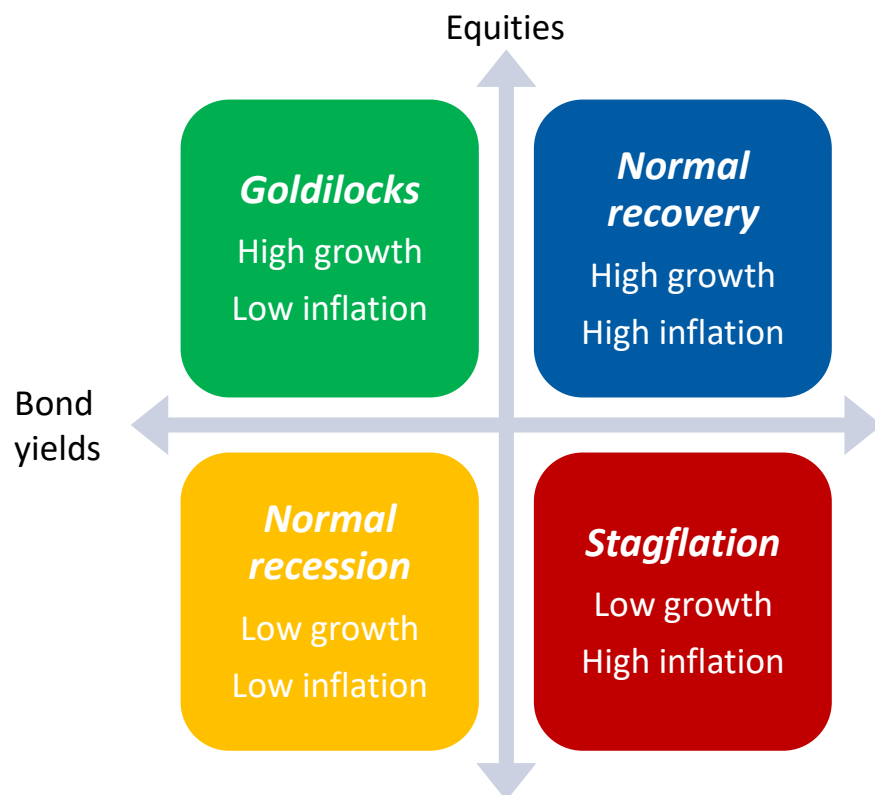 Equities
Goldilocks
High growth
Low inflation
Normal
recovery
High growth
High inflation
Bond
yields
Normal
recession
Low growth
Low inflation
Stagflation
Low growth
High inflation